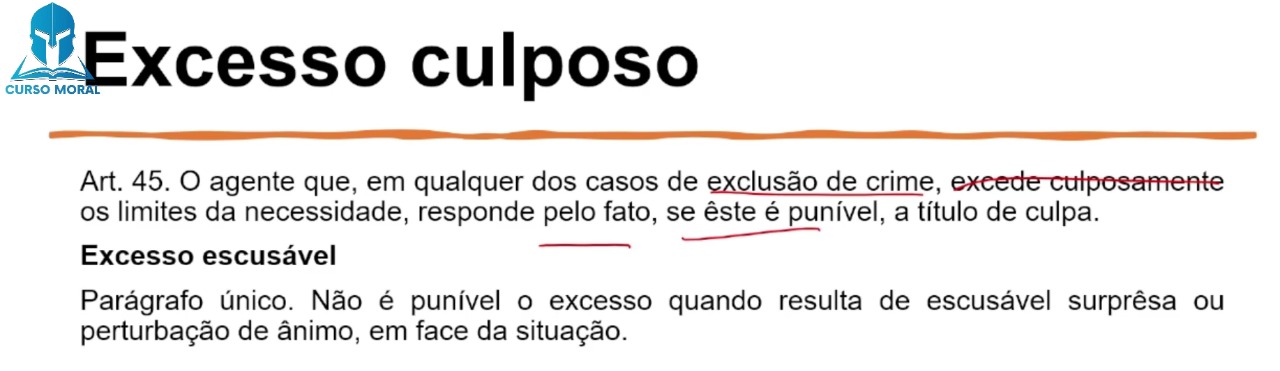 Excesso culposo
CURSO MORAL
Art. 45. O agente que, em qualquer dos casos de exclusão de crime, excede culposamente
os limites da necessidade, responde pelo fato, se êste é punível, a título de culpa.
Excesso escusável
Parágrafo único. Não é punível o excesso quando resulta de escusável surprêsa ou
perturbação de ânimo, em face da situação.